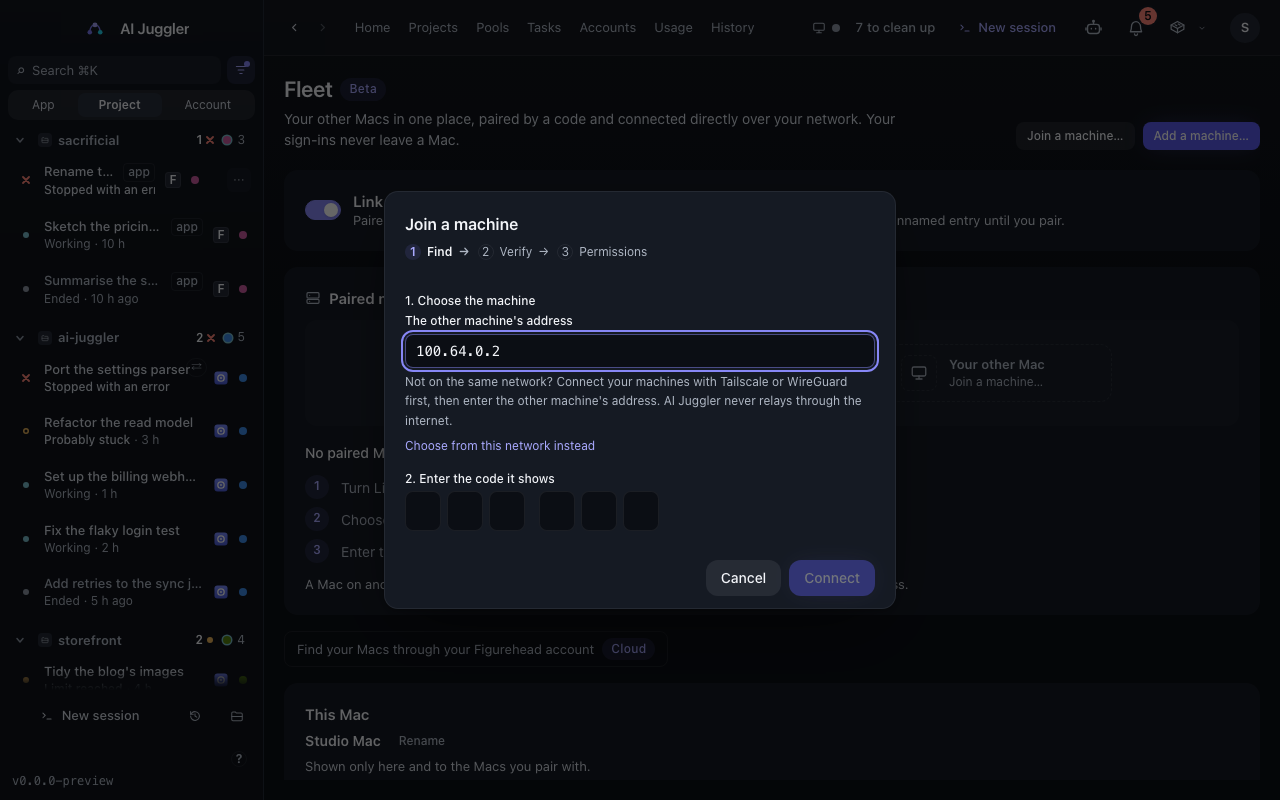 AI Juggler
Search ⌘K
App Project Account
sacrificial 1 3
Rename t... app F
Stopped with an err
Sketch the pricin... app F
Working · 10 h
Summarise the s... app F
Ended · 10 h ago
ai-juggler 2 5
Port the settings parser
Stopped with an error
Refactor the read model
Probably stuck · 3 h
Set up the billing webh...
Working · 1 h
Fix the flaky login test
Working · 2 h
Add retries to the sync j...
Ended · 5 h ago
storefront 2 4
Tidy the blog's images
New session
?
v0.0.0-preview
Home Projects Pools Tasks Accounts Usage History 7 to clean up New session 5 S
Fleet Beta
Your other Macs in one place, paired by a code and connected directly over your network. Your
sign-ins never leave a Mac.
Join a machine... Add a machine...
Link
Paire nnamed entry until you pair.
Paired
Your other Mac
Join a machine...
No paired M
1 Turn Li
2 Choos
3 Enter t
A Mac on an s.
Join a machine
1 Find → 2 Verify → 3 Permissions
1. Choose the machine
The other machine's address
100.64.0.2
Not on the same network? Connect your machines with Tailscale or WireGuard
first, then enter the other machine's address. AI Juggler never relays through the
internet.
Choose from this network instead
2. Enter the code it shows
Cancel Connect
Find your Macs through your Figurehead account Cloud
This Mac
Studio Mac Rename
Shown only here and to the Macs you pair with.